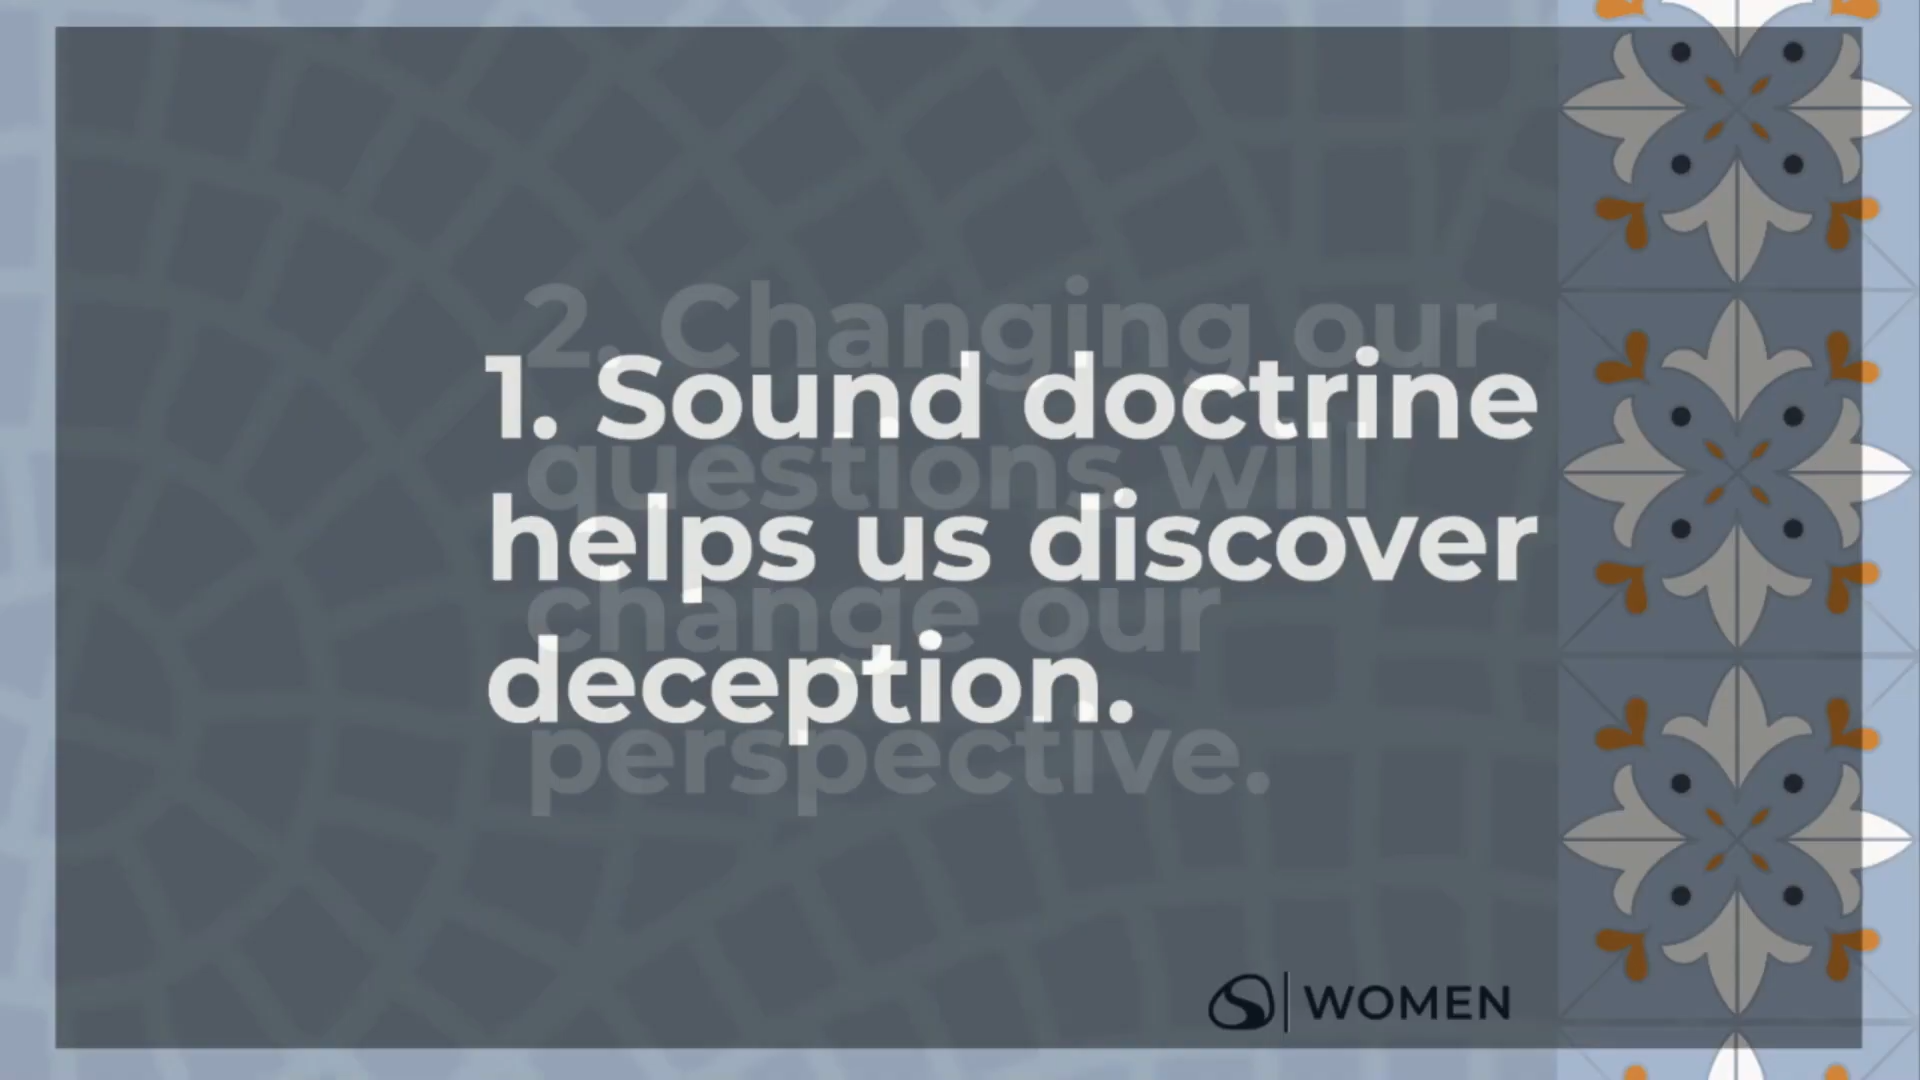 1. Sound doctrine
helps us discover
deception.
2. Changing our
questions will
change our
perspective.
WOMEN